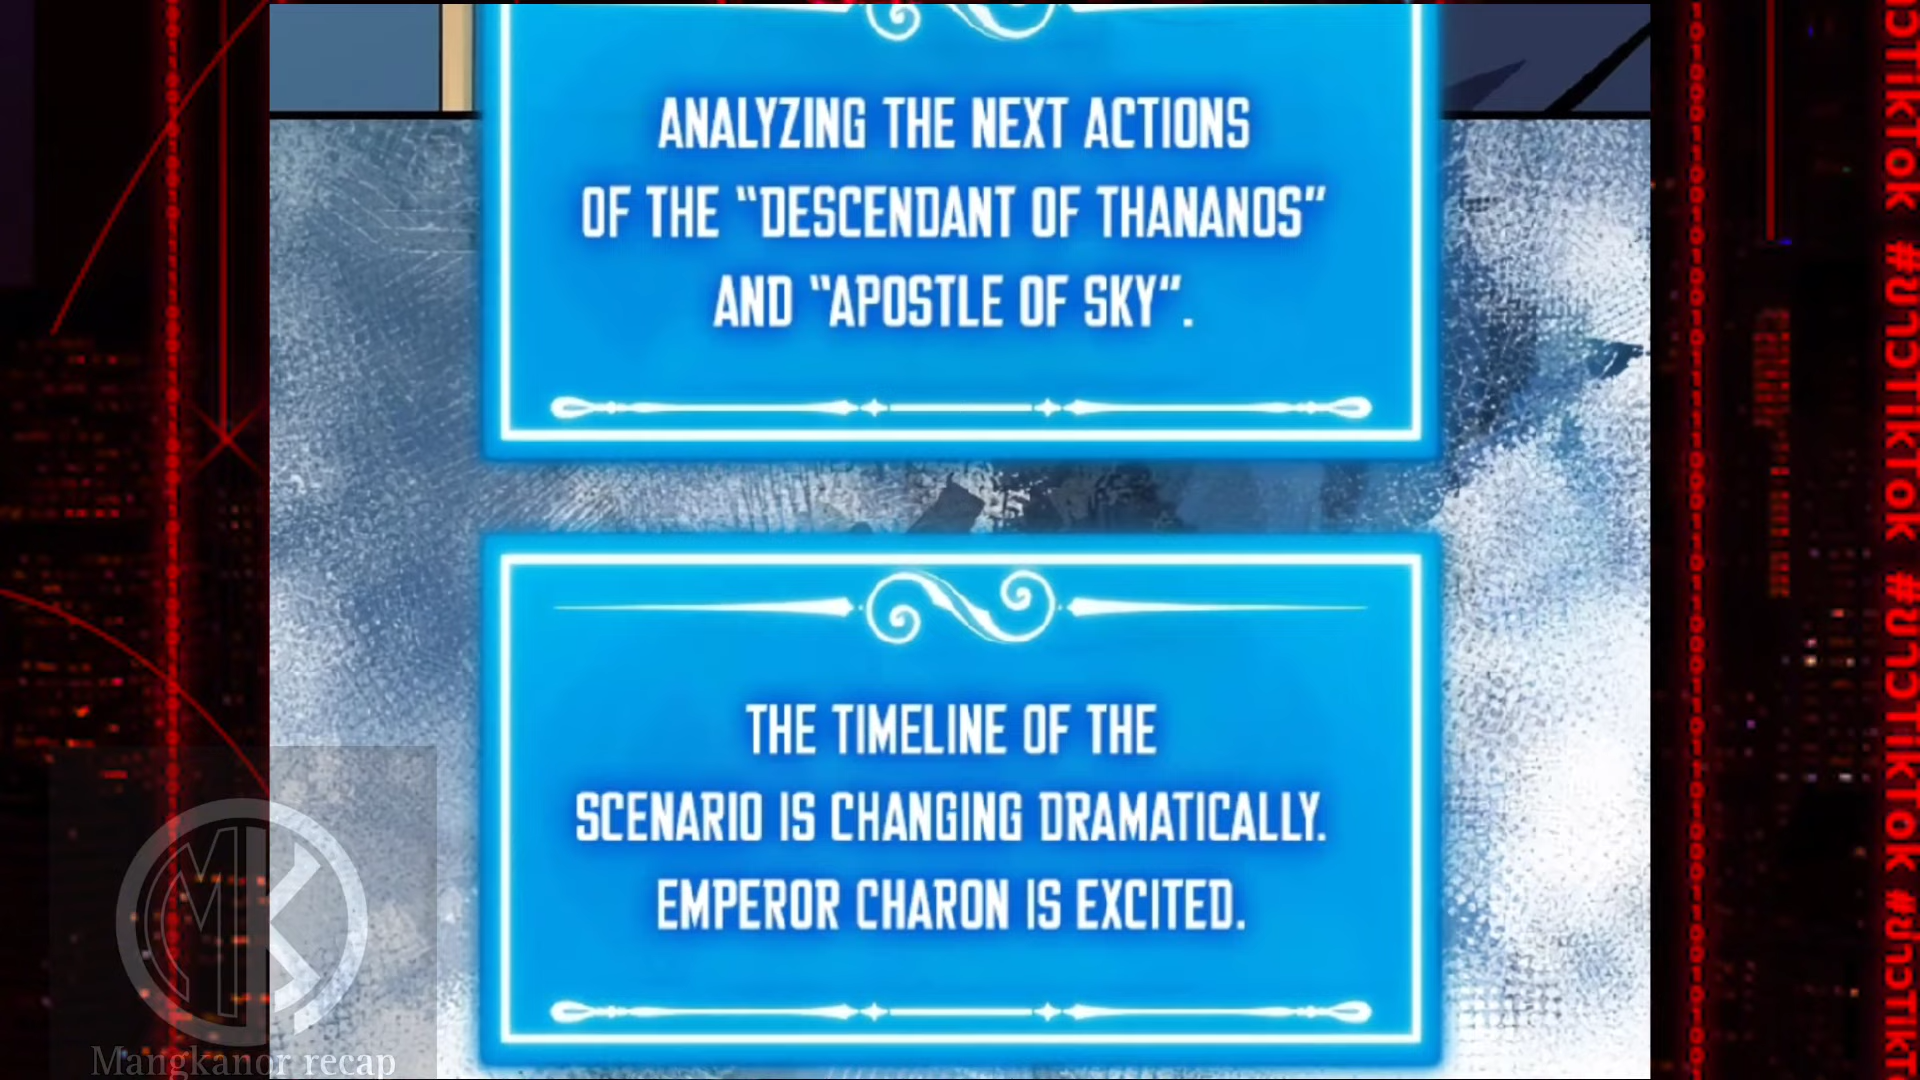 ANALYZING THE NEXT ACTIONS
OF THE “DESCENDANT OF THANANOS”
AND “APOSTLE OF SKY”.
THE TIMELINE OF THE
SCENARIO IS CHANGING DRAMATICALLY.
EMPEROR CHARON IS EXCITED.
MK
Mangkanor recap